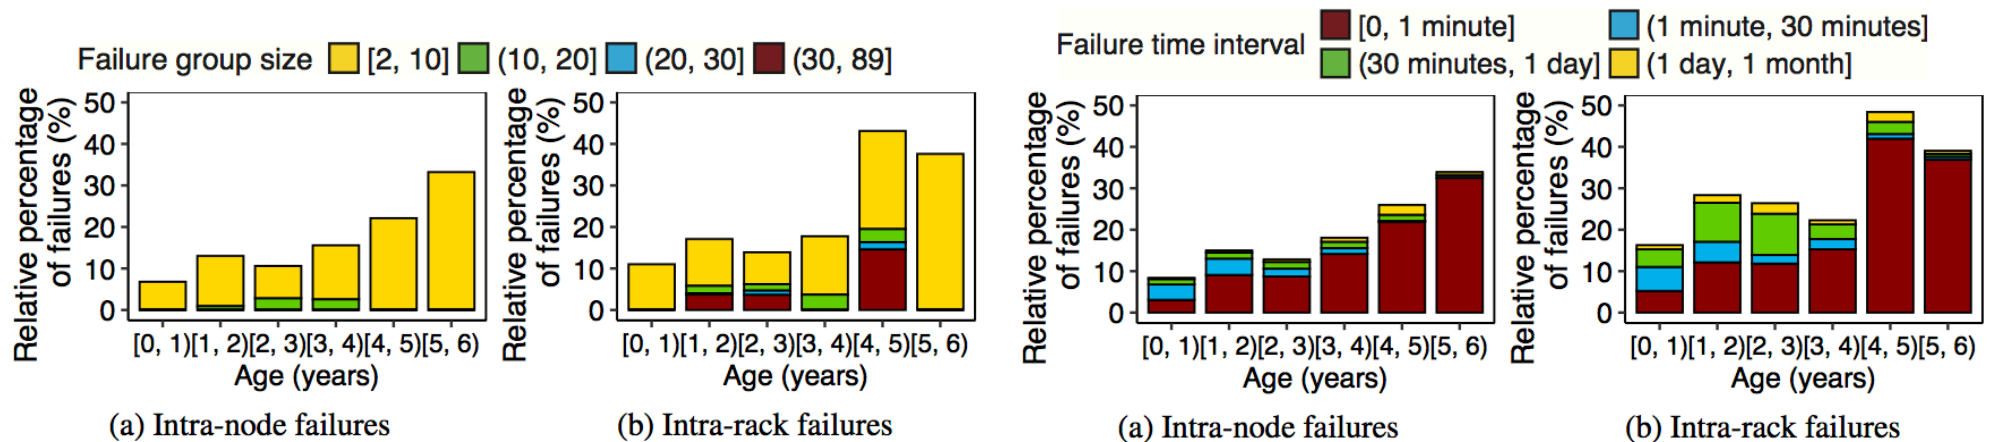 Failure group size [2, 10] (10, 20] (20, 30] (30, 89]
Relative percentage
of failures (%)
50
40
30
20
10
0
[0, 1)[1, 2)[2, 3)[3, 4)[4, 5)[5, 6)
Age (years)
(a) Intra-node failures
Relative percentage
of failures (%)
50
40
30
20
10
0
[0, 1)[1, 2)[2, 3)[3, 4)[4, 5)[5, 6)
Age (years)
(b) Intra-rack failures
Failure time interval
[0, 1 minute] (1 minute, 30 minutes]
(30 minutes, 1 day] (1 day, 1 month]
Relative percentage
of failures (%)
50
40
30
20
10
0
[0, 1)[1, 2)[2, 3)[3, 4)[4, 5)[5, 6)
Age (years)
(a) Intra-node failures
Relative percentage
of failures (%)
50
40
30
20
10
0
[0, 1)[1, 2)[2, 3)[3, 4)[4, 5)[5, 6)
Age (years)
(b) Intra-rack failures